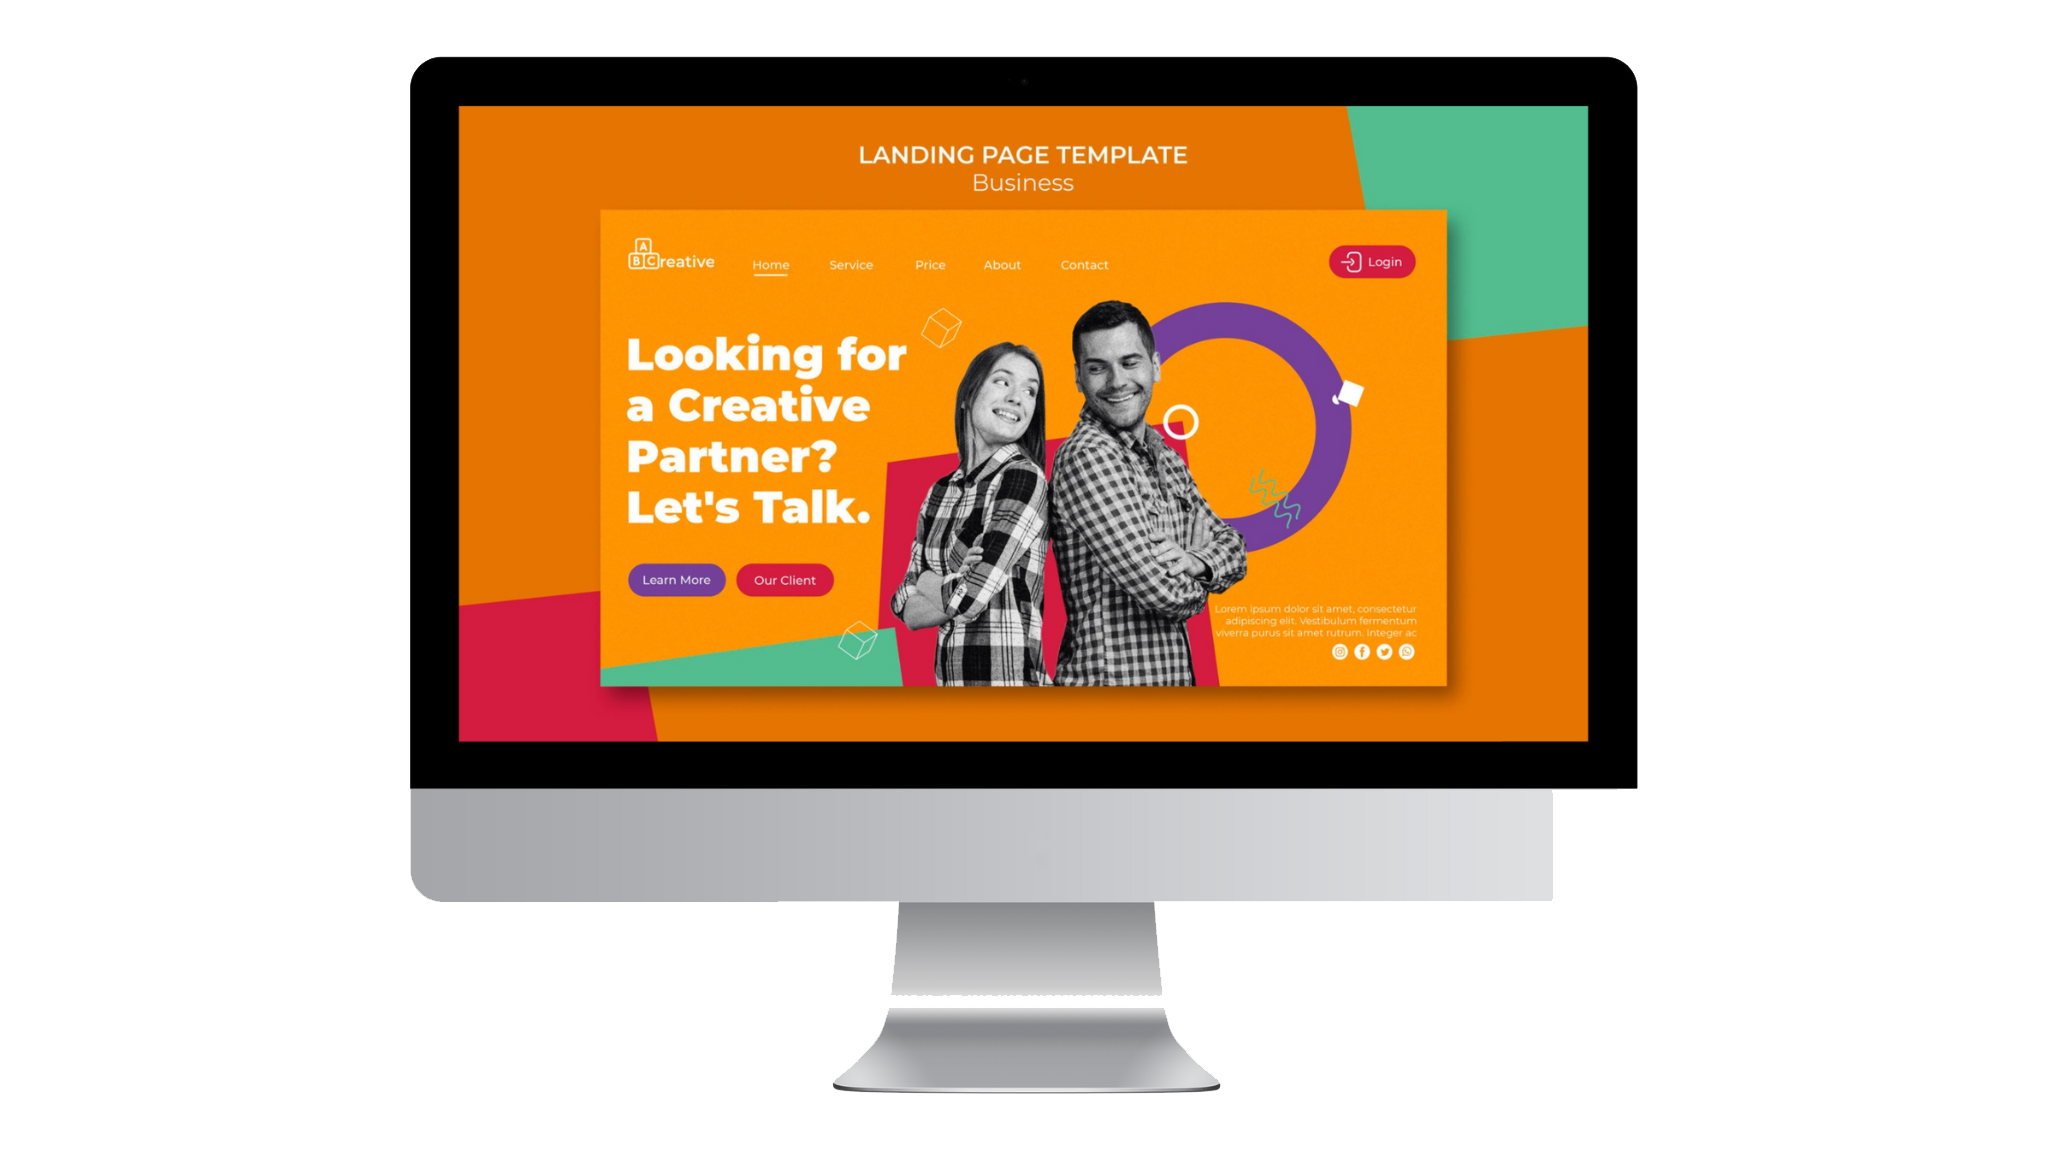 LANDING PAGE TEMPLATE
Business
A
BCreative
Home Service Price About Contact
Login
Looking for
a Creative
Partner?
Let's Talk.
Learn More Our Client
Lorem ipsum dolor sit amet, consectetur
adipiscing elit. Vestibulum fermentum
viverra purus sit amet rutrum. Integer ac